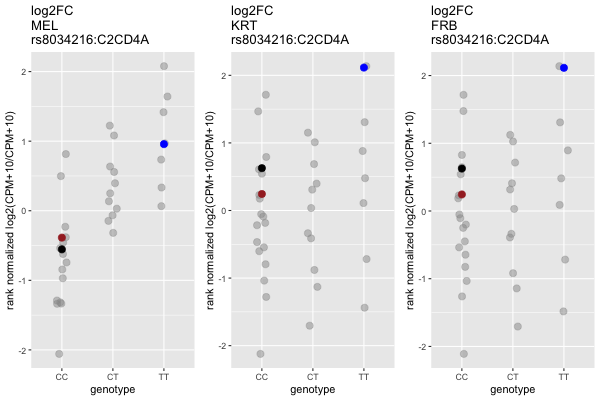 log2FC
MEL
rs8034216:C2CD4A
rank normalized log2(CPM+10/CPM+10)
2
1
0
-1
-2
CC
CT
TT
genotype
log2FC
KRT
rs8034216:C2CD4A
rank normalized log2(CPM+10/CPM+10)
2
1
0
-1
-2
CC
CT
TT
genotype
log2FC
FRB
rs8034216:C2CD4A
rank normalized log2(CPM+10/CPM+10)
2
1
0
-1
-2
CC
CT
TT
genotype